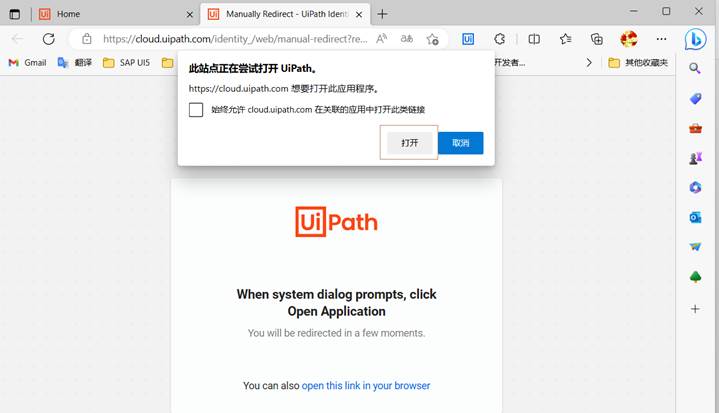 Home
Manually Redirect - UiPath Identi
https://cloud.uipath.com/identity_/web/manual-redirect?re...
Gmail
翻译
SAP UI5
开发者...
其他收藏夹
此站点正在尝试打开 UiPath。
https://cloud.uipath.com 想要打开此应用程序。
始终允许 cloud.uipath.com 在关联的应用中打开此类链接
打开
取消
UiPath
When system dialog prompts, click
Open Application
You will be redirected in a few moments.
You can also open this link in your browser